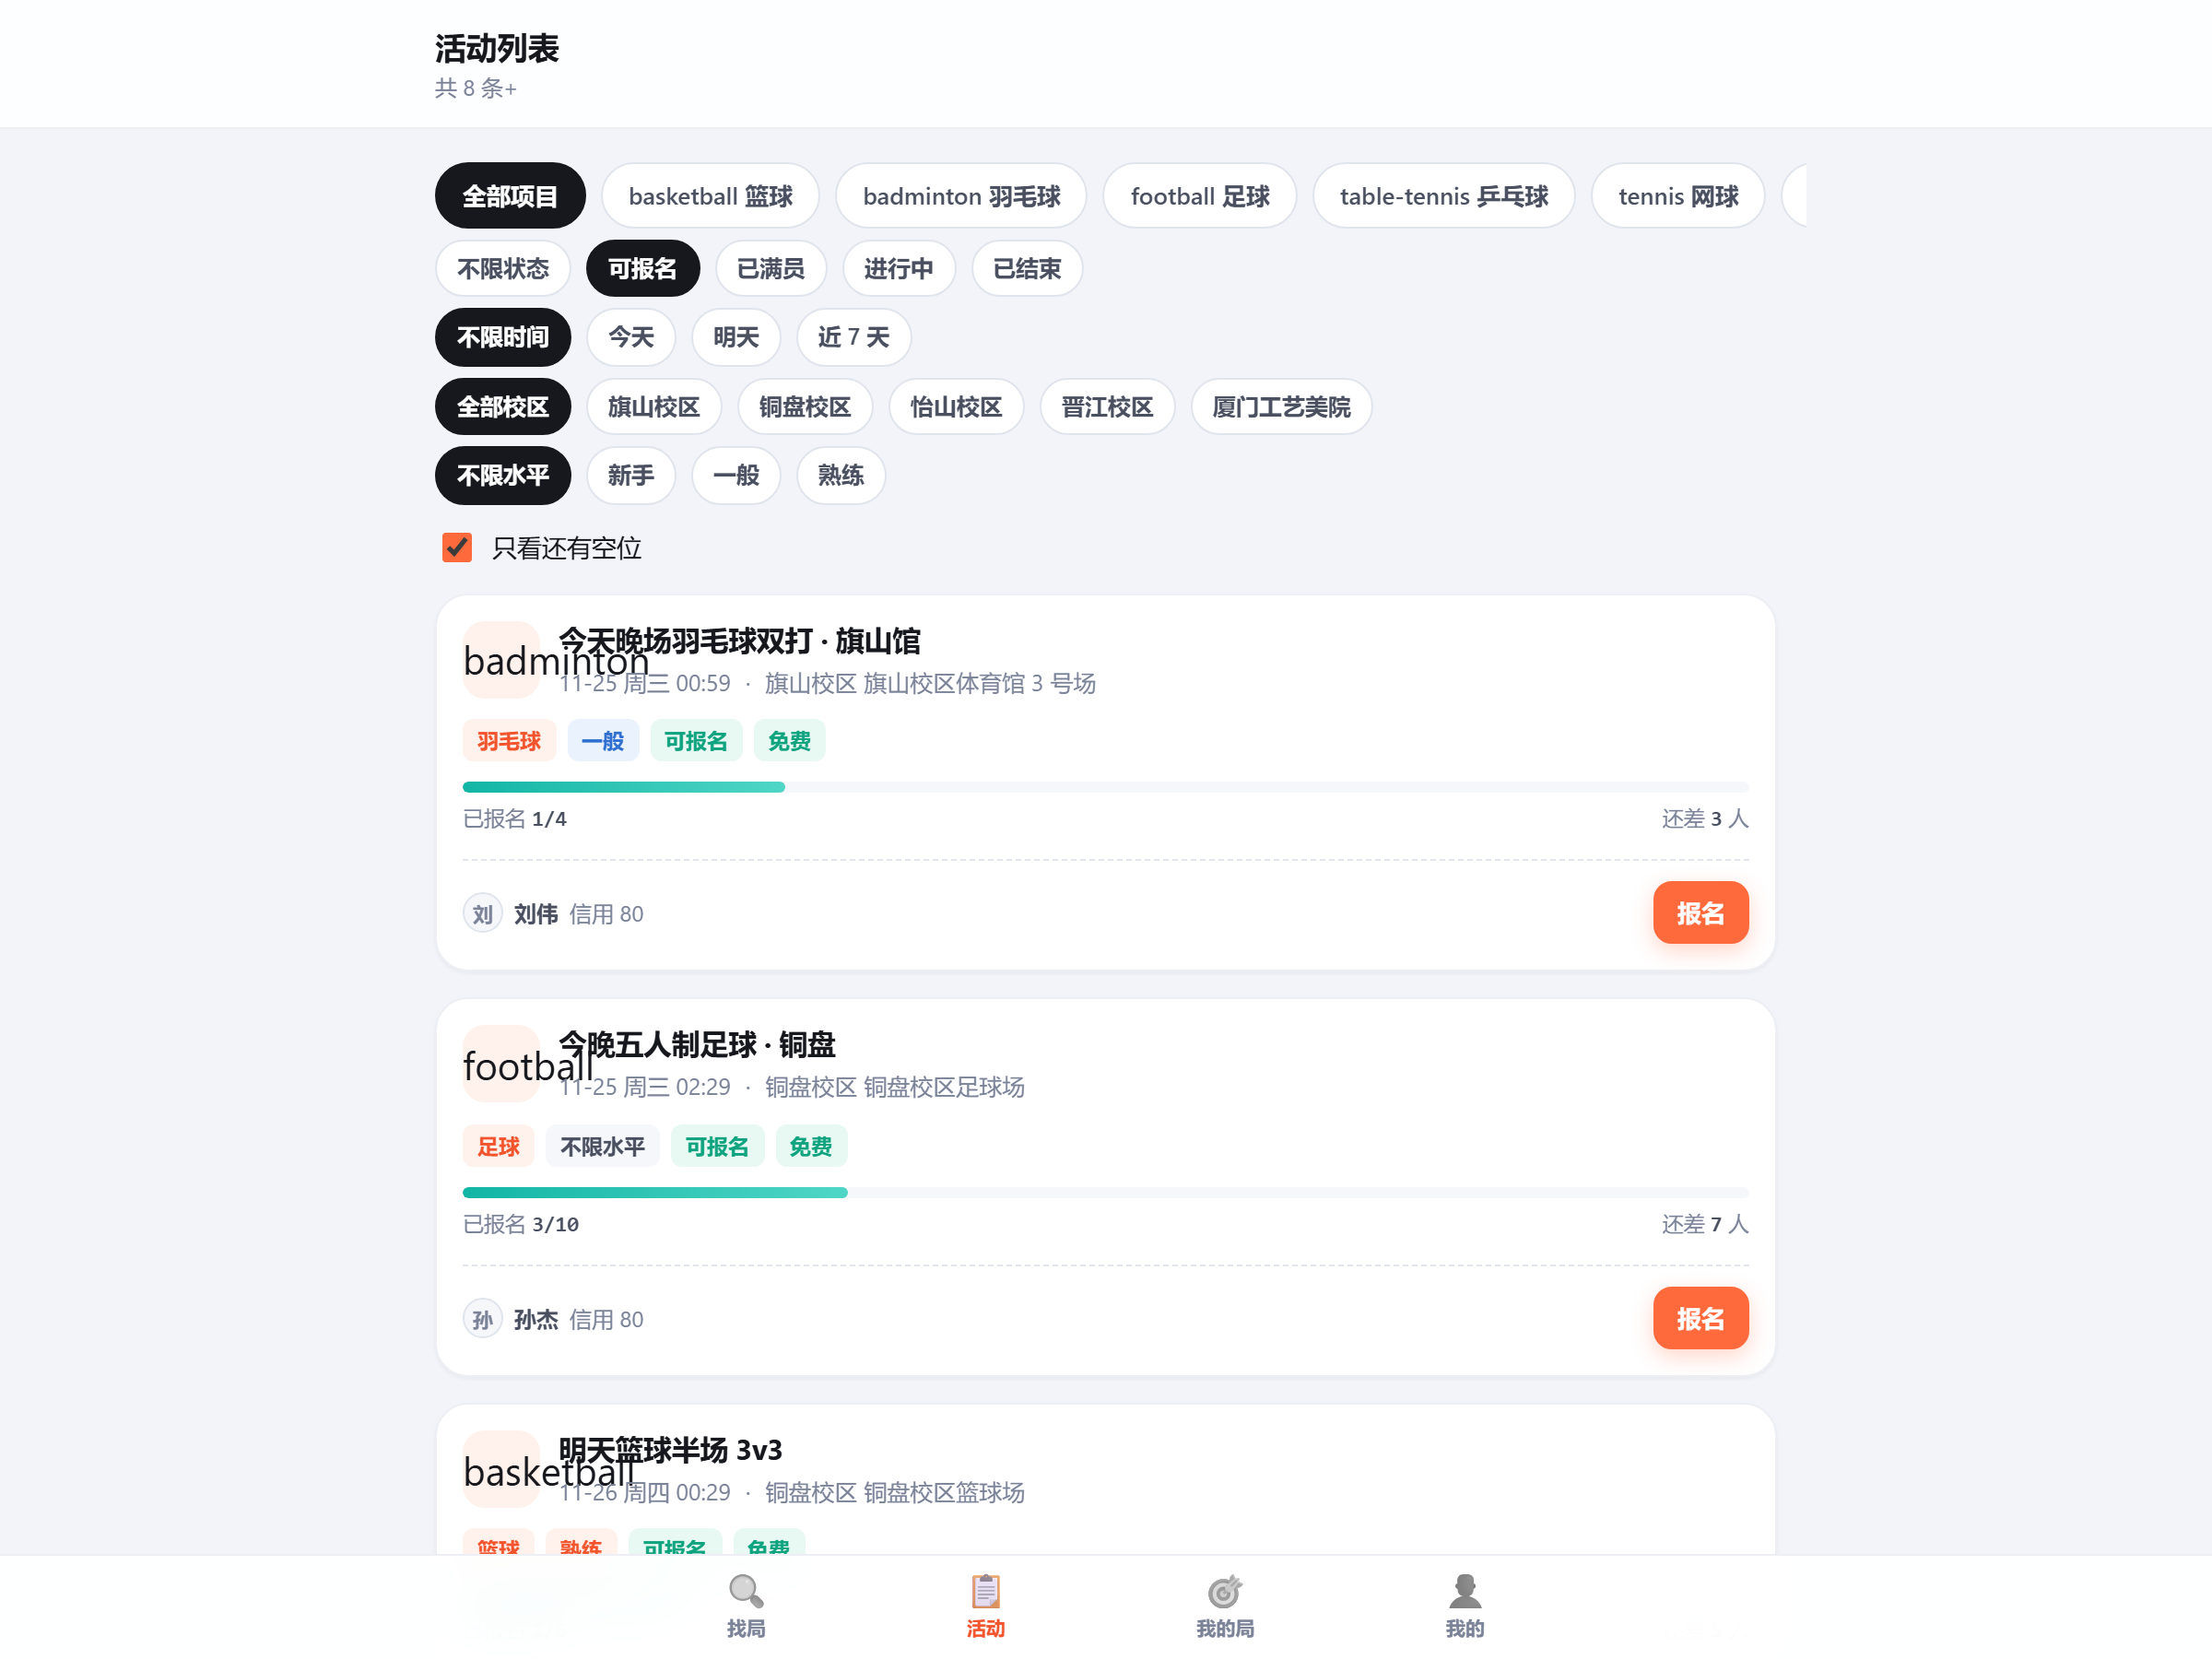 活动列表
共 8 条+
全部项目 basketball 篮球 badminton 羽毛球 football 足球 table-tennis 乒乓球 tennis 网球
不限状态 可报名 已满员 进行中 已结束
不限时间 今天 明天 近 7 天
全部校区 旗山校区 铜盘校区 怡山校区 晋江校区 厦门工艺美院
不限水平 新手 一般 熟练
只看还有空位
今天晚场羽毛球双打 · 旗山馆
badminton
11-25 周三 00:59 · 旗山校区 旗山校区体育馆 3 号场
羽毛球 一般 可报名 免费
已报名 1/4 还差 3 人
刘 刘伟 信用 80 报名
今晚五人制足球 · 铜盘
football
11-25 周三 02:29 · 铜盘校区 铜盘校区足球场
足球 不限水平 可报名 免费
已报名 3/10 还差 7 人
孙 孙杰 信用 80 报名
明天篮球半场 3v3
basketball
11-26 周四 00:29 · 铜盘校区 铜盘校区篮球场
篮球 熟练 可报名 免费
找局 活动 我的局 我的